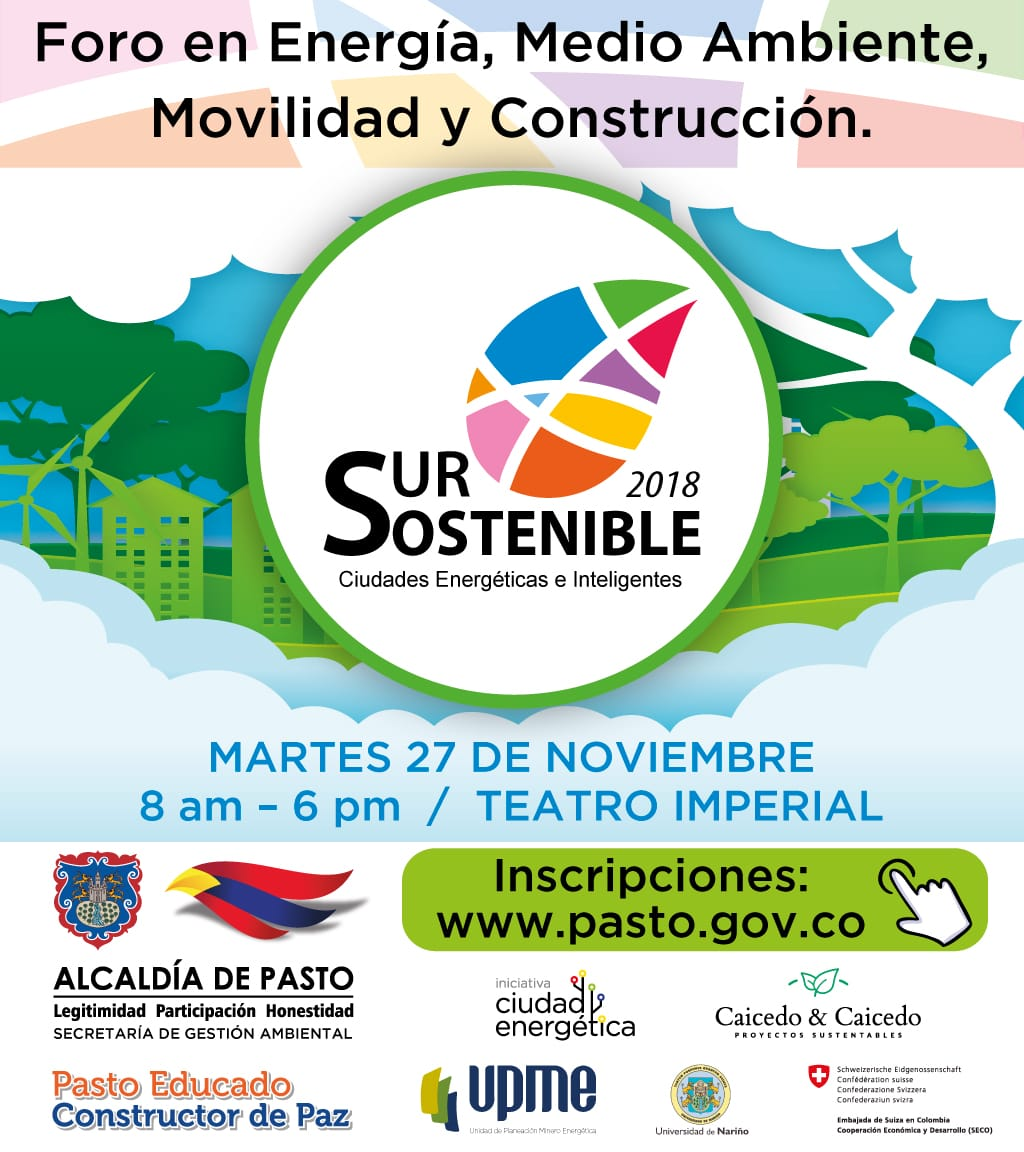 Foro en Energía, Medio Ambiente,
Movilidad y Construcción.
SUR 2018
SOSTENIBLE
Ciudades Energéticas e Inteligentes
MARTES 27 DE NOVIEMBRE
8 am – 6 pm / TEATRO IMPERIAL
Inscripciones:
www.pasto.gov.co
ALCALDÍA DE PASTO
Legitimidad Participación Honestidad
SECRETARÍA DE GESTIÓN AMBIENTAL
iniciativa
ciudad
energética
Caicedo & Caicedo
PROYECTOS SUSTENTABLES
Pasto Educado
Constructor de Paz
upme
Unidad de Planeación Minero Energética
Universidad de Nariño
Schweizerische Eidgenossenschaft
Confédération suisse
Confederazione Svizzera
Confederaziun svizra
Embajada de Suiza en Colombia
Cooperación Económica y Desarrollo (SECO)